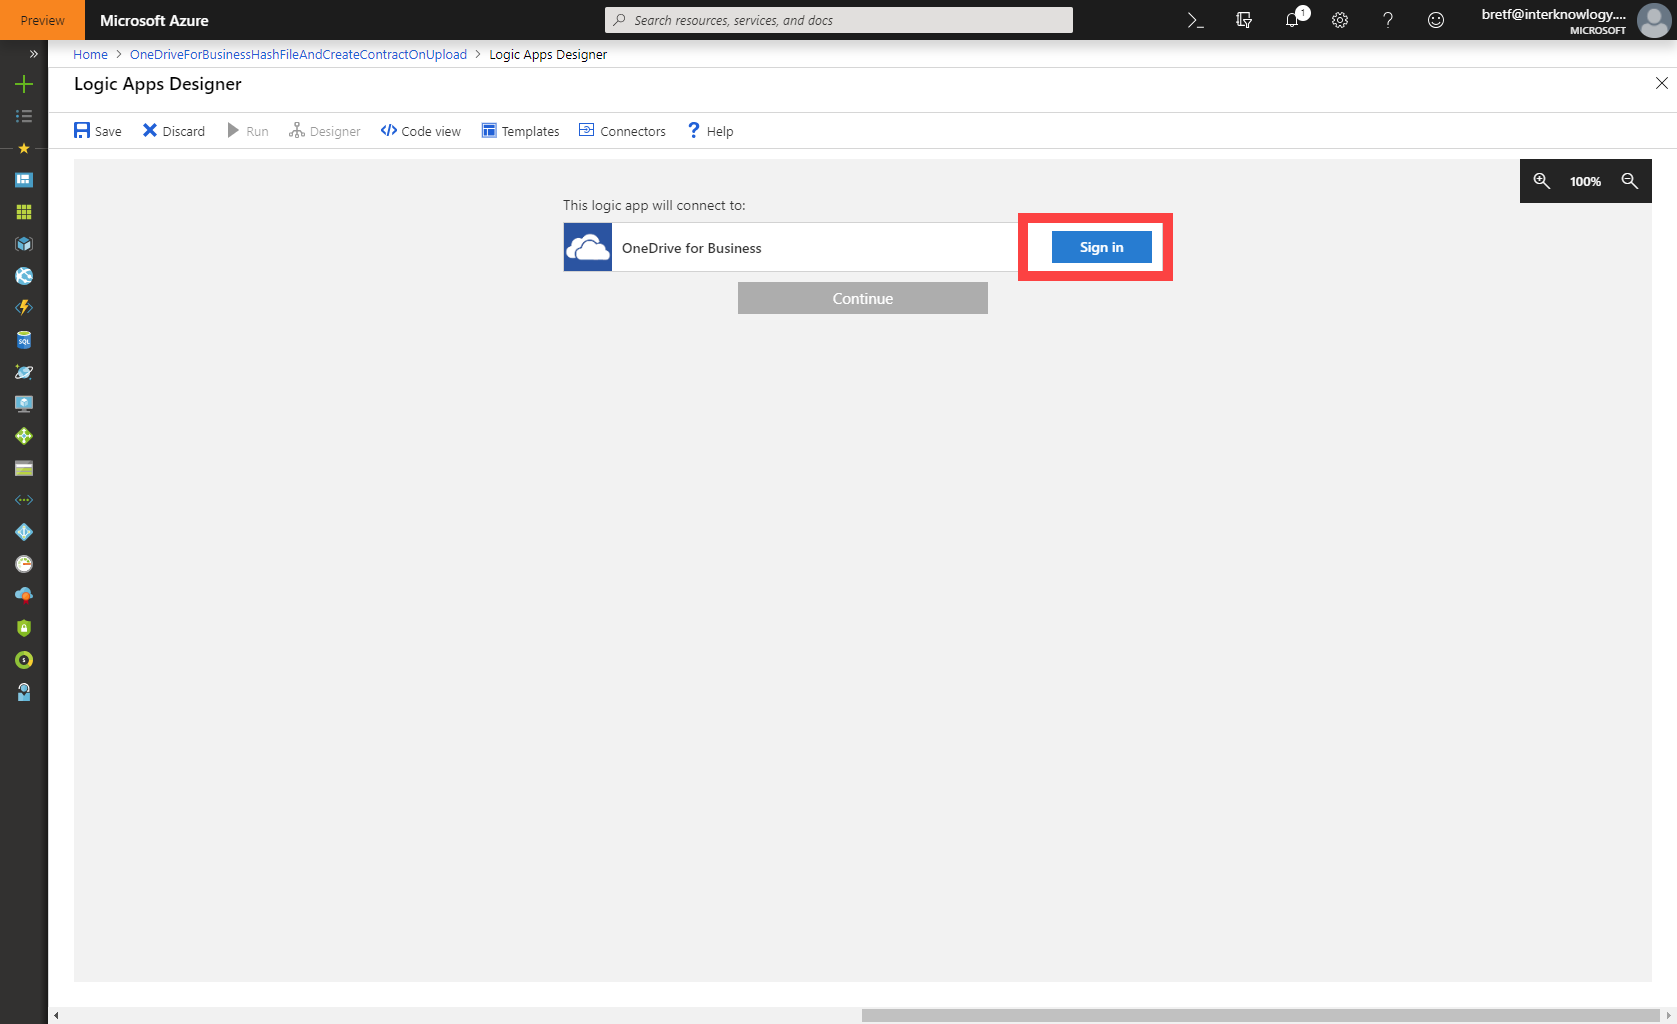 Preview
Microsoft Azure
Search resources, services, and docs
1
bretf@interknowlogy....
MICROSOFT
Home > OneDriveForBusinessHashFileAndCreateContractOnUpload > Logic Apps Designer
Logic Apps Designer
Save Discard Run Designer Code view Templates Connectors Help
100%
This logic app will connect to:
OneDrive for Business
Sign in
Continue
SQL